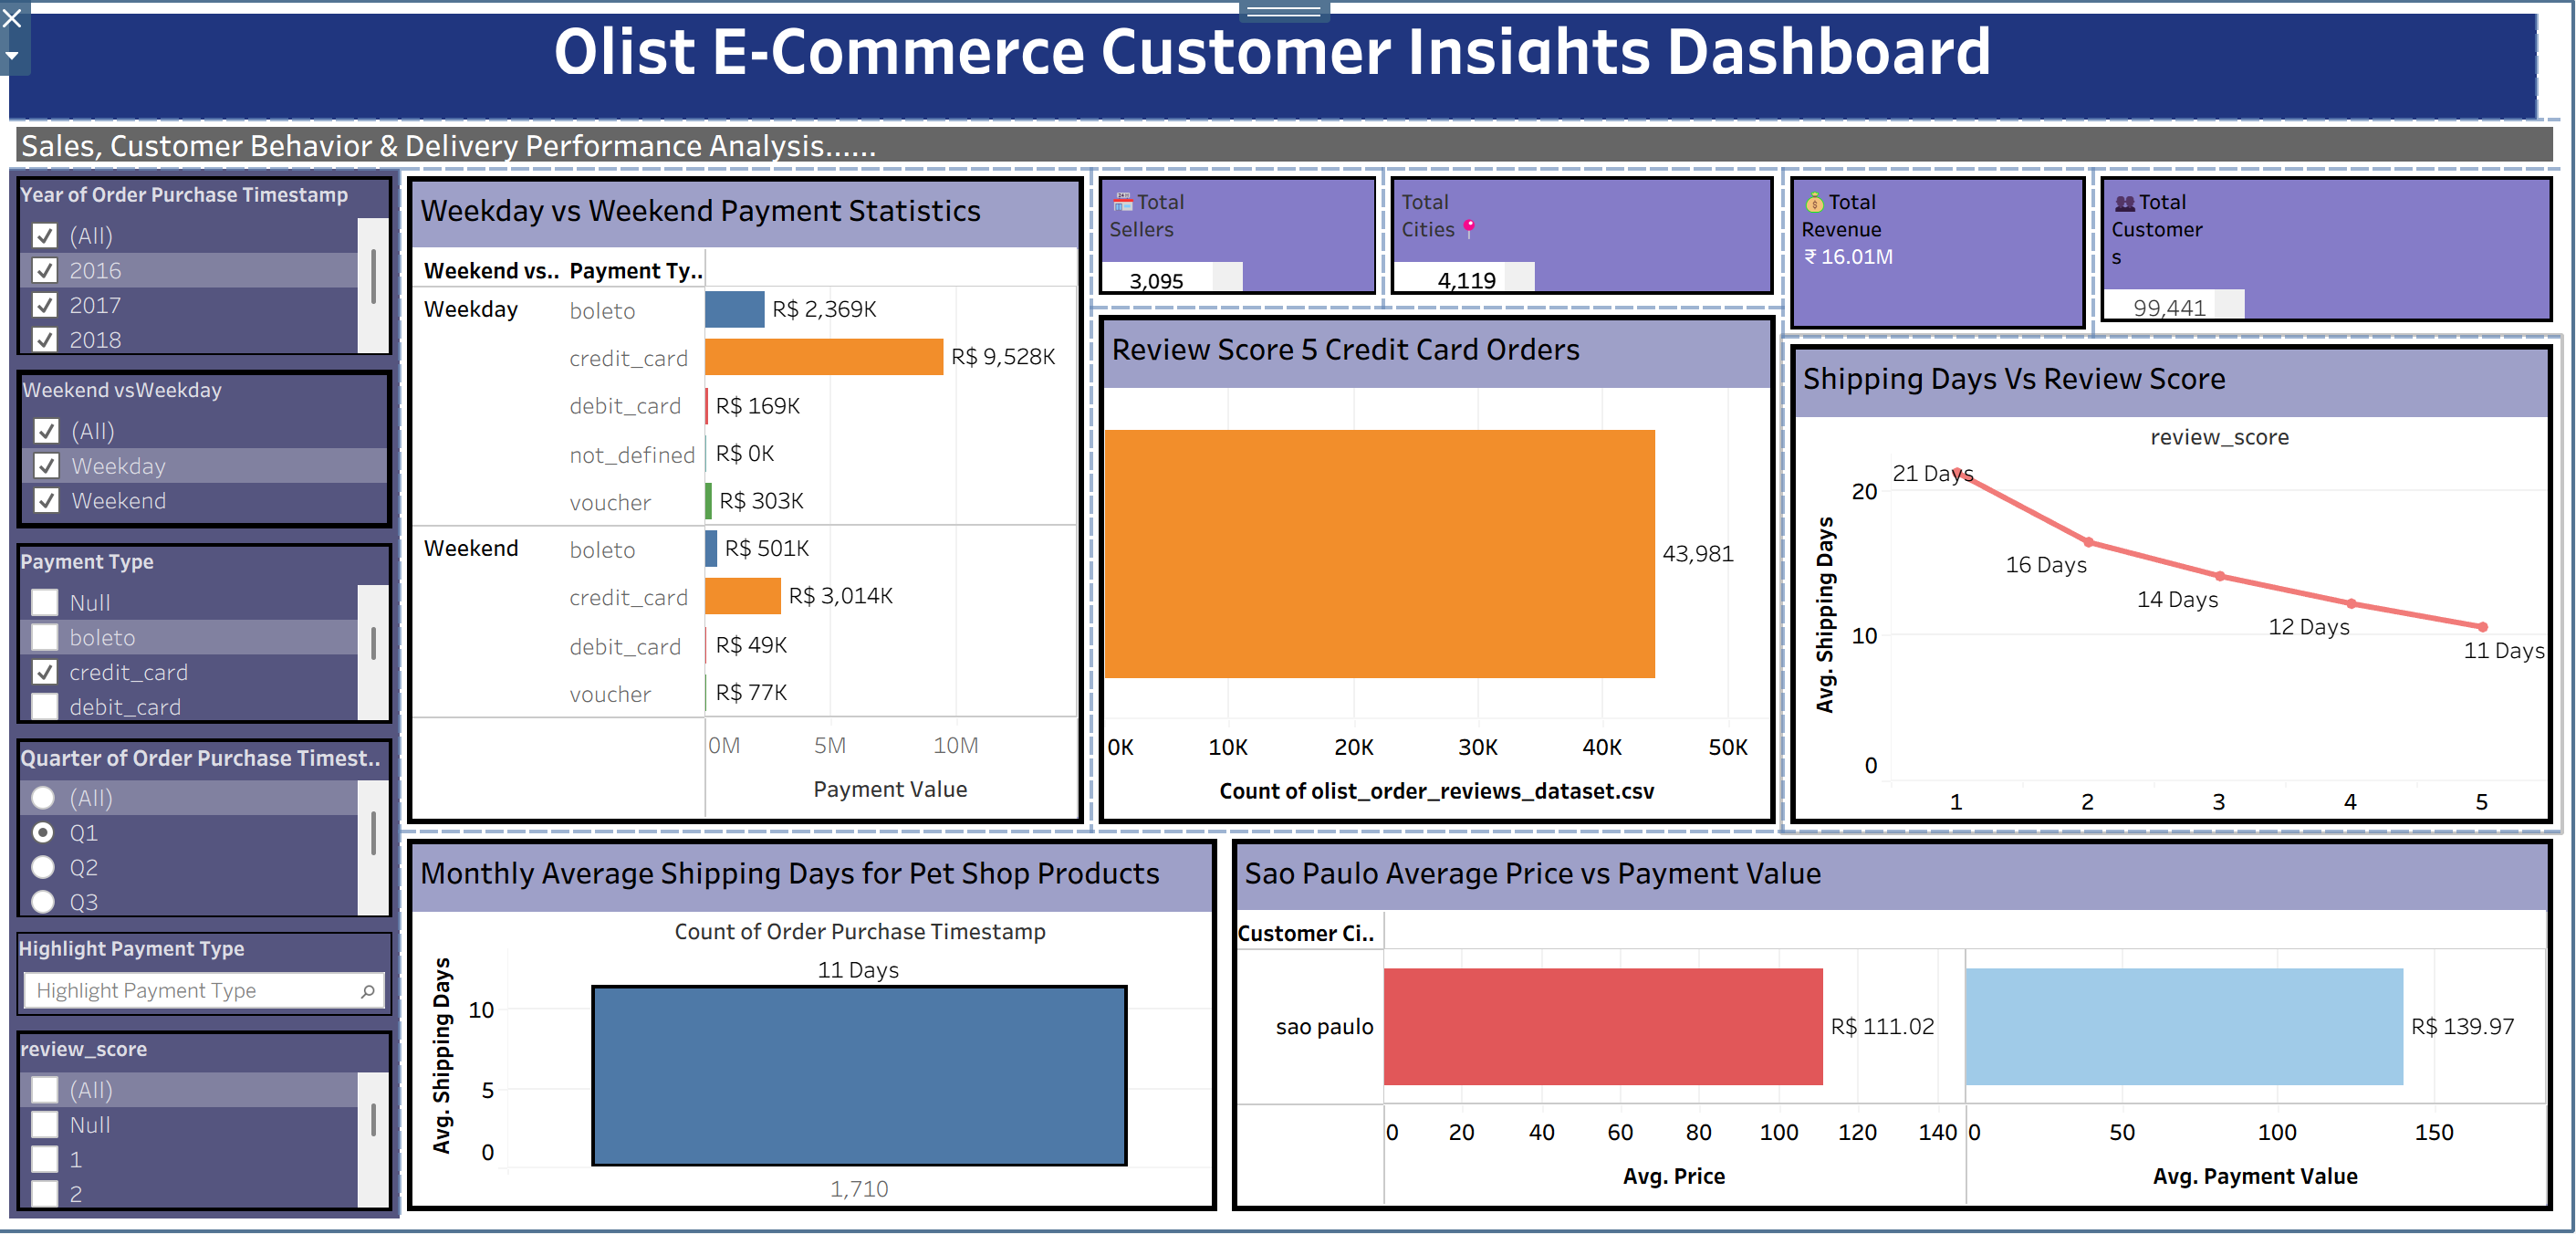 Olist E-Commerce Customer Insights Dashboard
Sales, Customer Behavior & Delivery Performance Analysis......
Year of Order Purchase Timestamp
(All)
2016
2017
2018
Weekend vsWeekday
(All)
Weekday
Weekend
Payment Type
Null
boleto
credit_card
debit_card
Quarter of Order Purchase Timest..
(All)
Q1
Q2
Q3
Highlight Payment Type
Highlight Payment Type
review_score
(All)
Null
1
2
Weekday vs Weekend Payment Statistics
Weekend vs.. Payment Ty..
Weekday boleto R$ 2,369K
credit_card R$ 9,528K
debit_card R$ 169K
not_defined R$ 0K
voucher R$ 303K
Weekend boleto R$ 501K
credit_card R$ 3,014K
debit_card R$ 49K
voucher R$ 77K
0M 5M 10M
Payment Value
Total
Sellers
3,095
Total
Cities
4,119
Total
Revenue
₹ 16.01M
Total
Customer
s
99,441
Review Score 5 Credit Card Orders
43,981
0K 10K 20K 30K 40K 50K
Count of olist_order_reviews_dataset.csv
Shipping Days Vs Review Score
review_score
Avg. Shipping Days
20
10
0
21 Days
16 Days
14 Days
12 Days
11 Days
1 2 3 4 5
Monthly Average Shipping Days for Pet Shop Products
Count of Order Purchase Timestamp
11 Days
Avg. Shipping Days
10
5
0
1,710
Sao Paulo Average Price vs Payment Value
Customer Ci..
sao paulo R$ 111.02 R$ 139.97
0 20 40 60 80 100 120 140 0 50 100 150
Avg. Price Avg. Payment Value